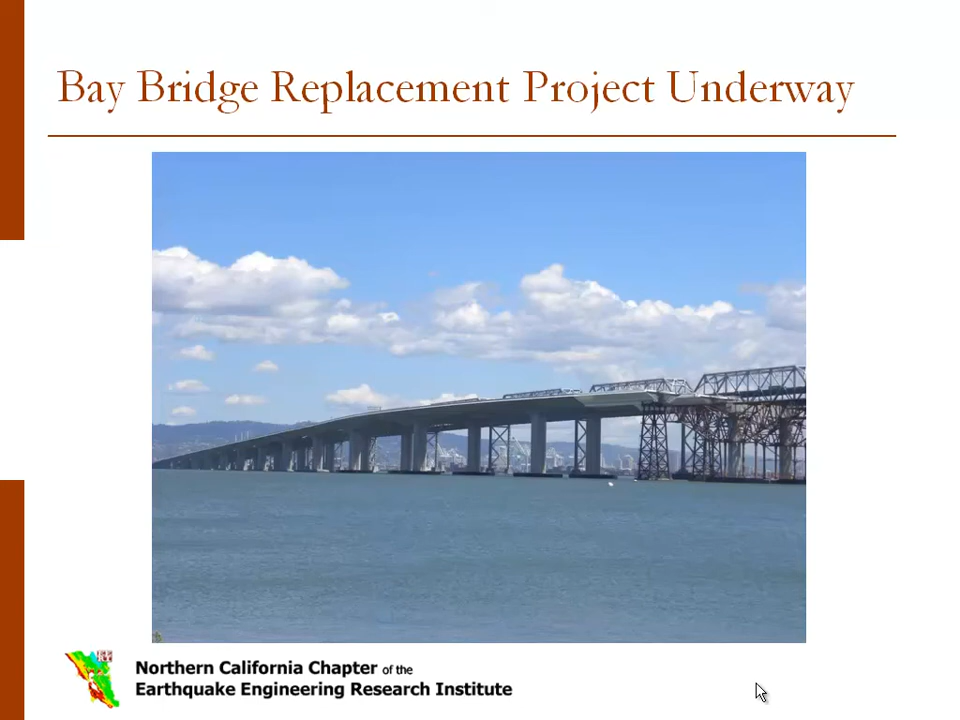 Bay Bridge Replacement Project Underway
Northern California Chapter of the
Earthquake Engineering Research Institute